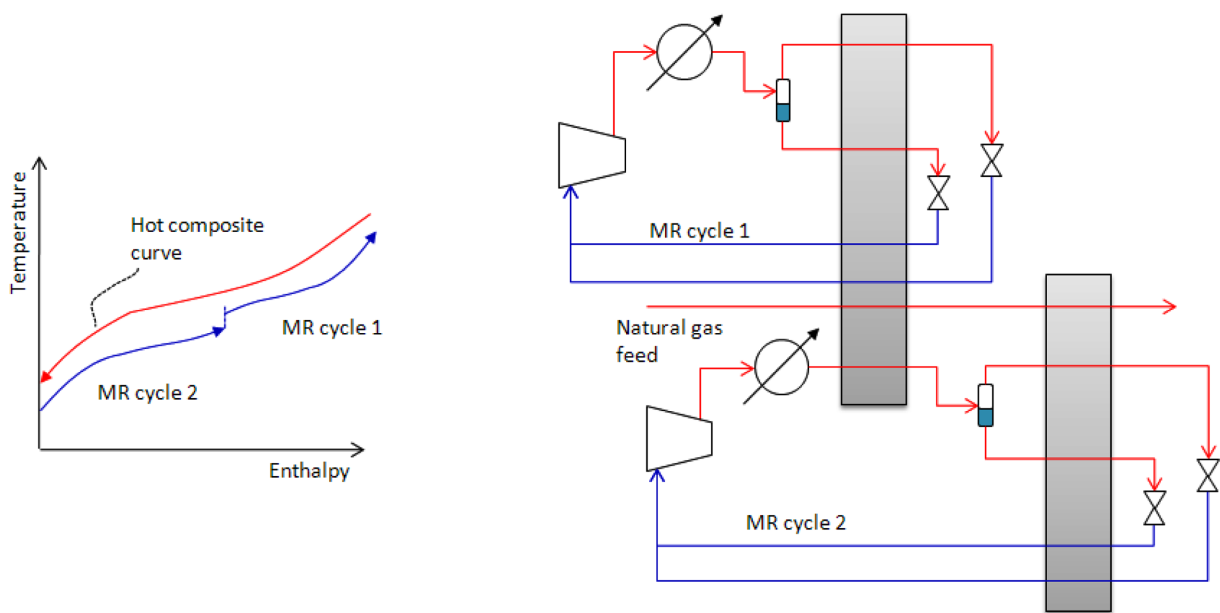 Temperature
Hot composite
curve
MR cycle 1
MR cycle 2
Enthalpy
MR cycle 1
Natural gas
feed
MR cycle 2